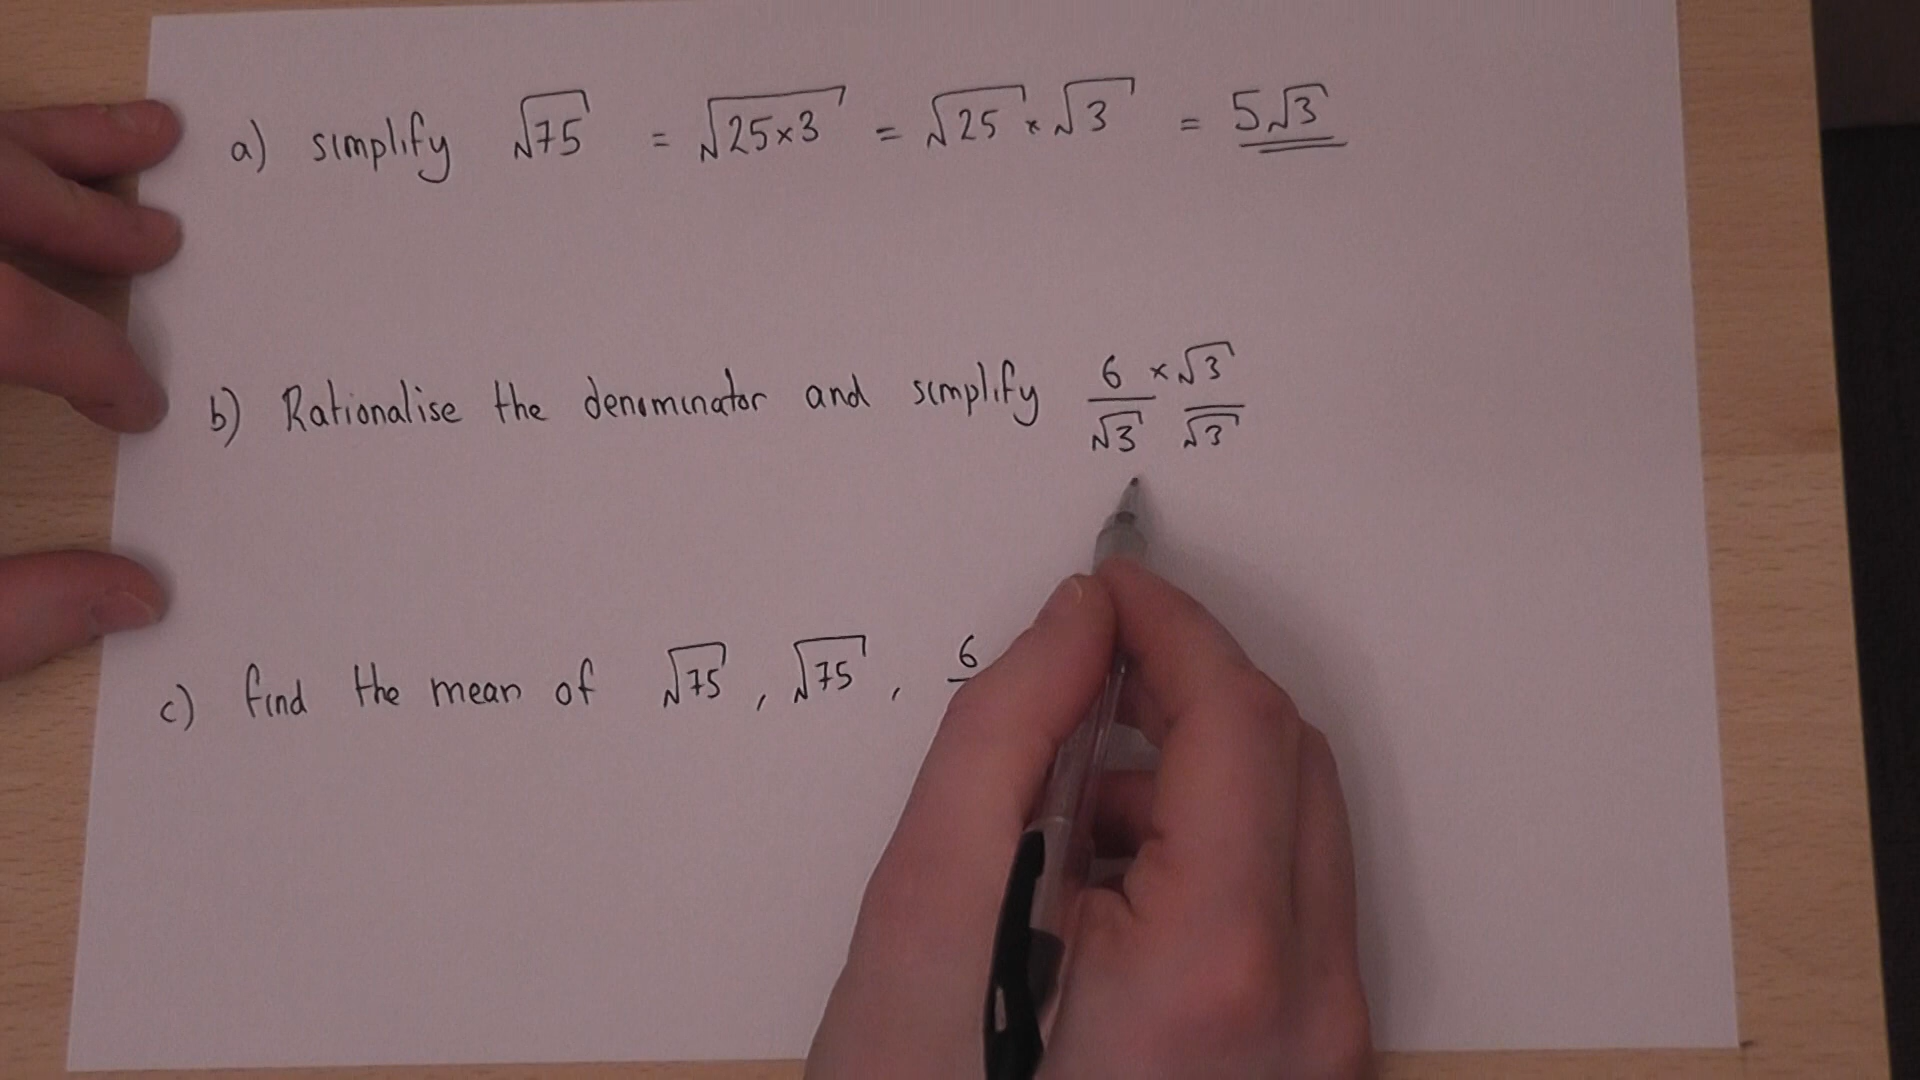 a) simplify √75 = √25×3 = √25 × √3 = 5√3
b) Rationalise the denominator and simplify 6/√3 × √3/√3
c) find the mean of √75 , √75 , 6